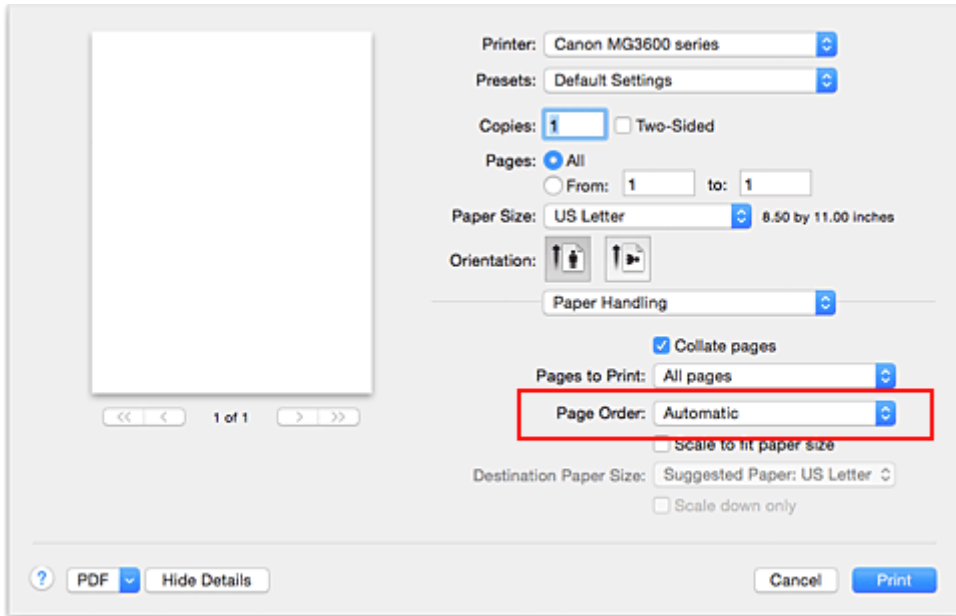 Printer: Canon MG3600 series
Presets: Default Settings
Copies: 1 Two-Sided
Pages: All
From: 1 to: 1
Paper Size: US Letter 8.50 by 11.00 inches
Orientation:
Paper Handling
Collate pages
Pages to Print: All pages
1 of 1
Page Order: Automatic
Scale to fit paper size
Destination Paper Size: Suggested Paper: US Letter
Scale down only
? PDF Hide Details Cancel Print